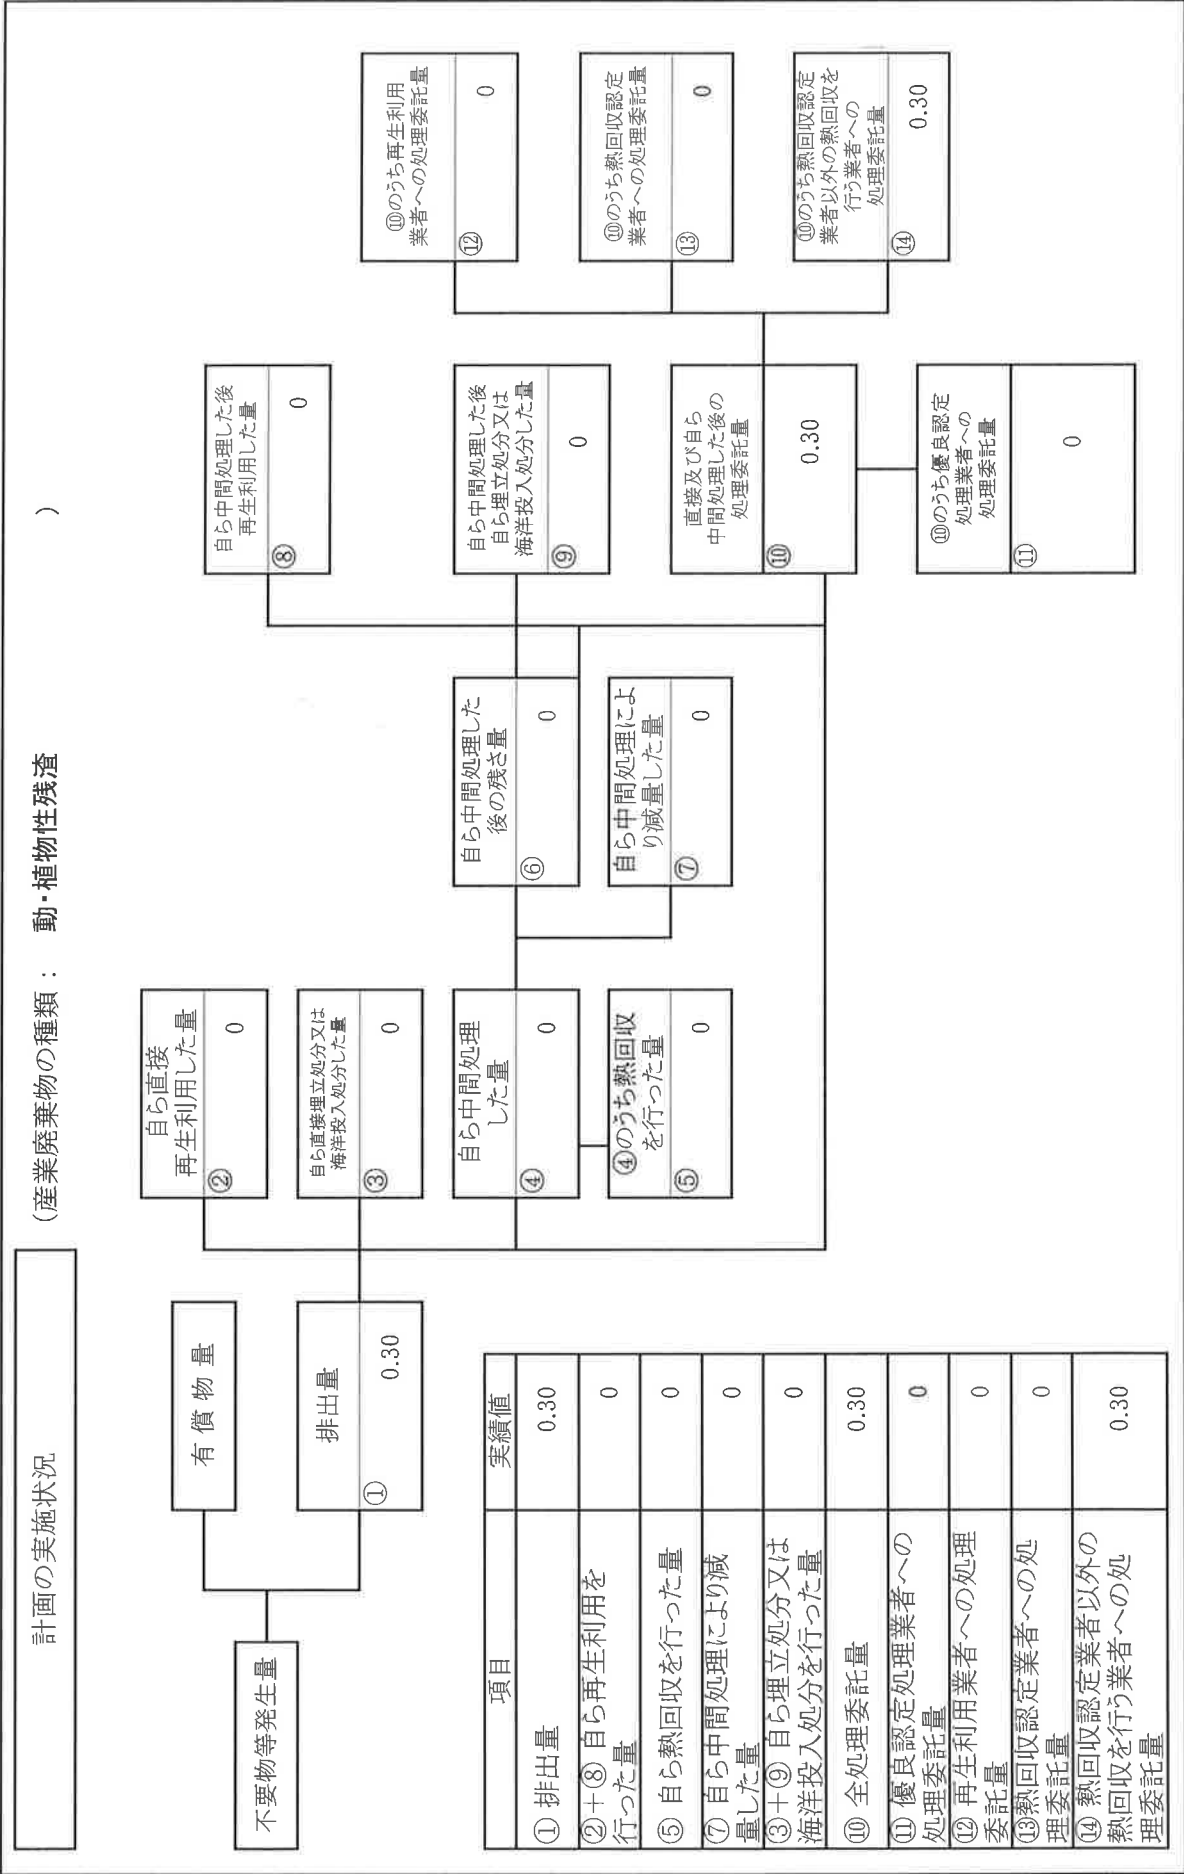 計画の実施状況
（産業廃棄物の種類： 動・植物性残渣 ）
不要物等発生量
有償物量
排出量
① 0.30
自ら直接
再生利用した量
② 0
自ら直接埋立処分又は
海洋投入処分した量
③ 0
自ら中間処理
した量
④ 0
④のうち熱回収
を行った量
⑤ 0
自ら中間処理した
後の残さ量
⑥ 0
自ら中間処理によ
り減量した量
⑦ 0
自ら中間処理した後
再生利用した量
⑧ 0
自ら中間処理した後
自ら埋立処分又は
海洋投入処分した量
⑨ 0
直接及び自ら
中間処理した後の
処理委託量
⑩ 0.30
⑩のうち優良認定
処理業者への
処理委託量
⑪ 0
⑩のうち再生利用
業者への処理委託量
⑫ 0
⑩のうち熱回収認定
業者への処理委託量
⑬ 0
⑩のうち熱回収認定
業者以外の熱回収を
行う業者への
処理委託量
⑭ 0.30
項目 実績値
① 排出量 0.30
②＋⑧ 自ら再生利用を
行った量 0
⑤ 自ら熱回収を行った量 0
⑦ 自ら中間処理により減
量した量 0
③＋⑨ 自ら埋立処分又は
海洋投入処分を行った量 0
⑩ 全処理委託量 0.30
⑪ 優良認定処理業者への
処理委託量 0
⑫ 再生利用業者への処理
委託量 0
⑬熱回収認定業者への処
理委託量 0
⑭ 熱回収認定業者以外の
熱回収を行う業者への処
理委託量 0.30